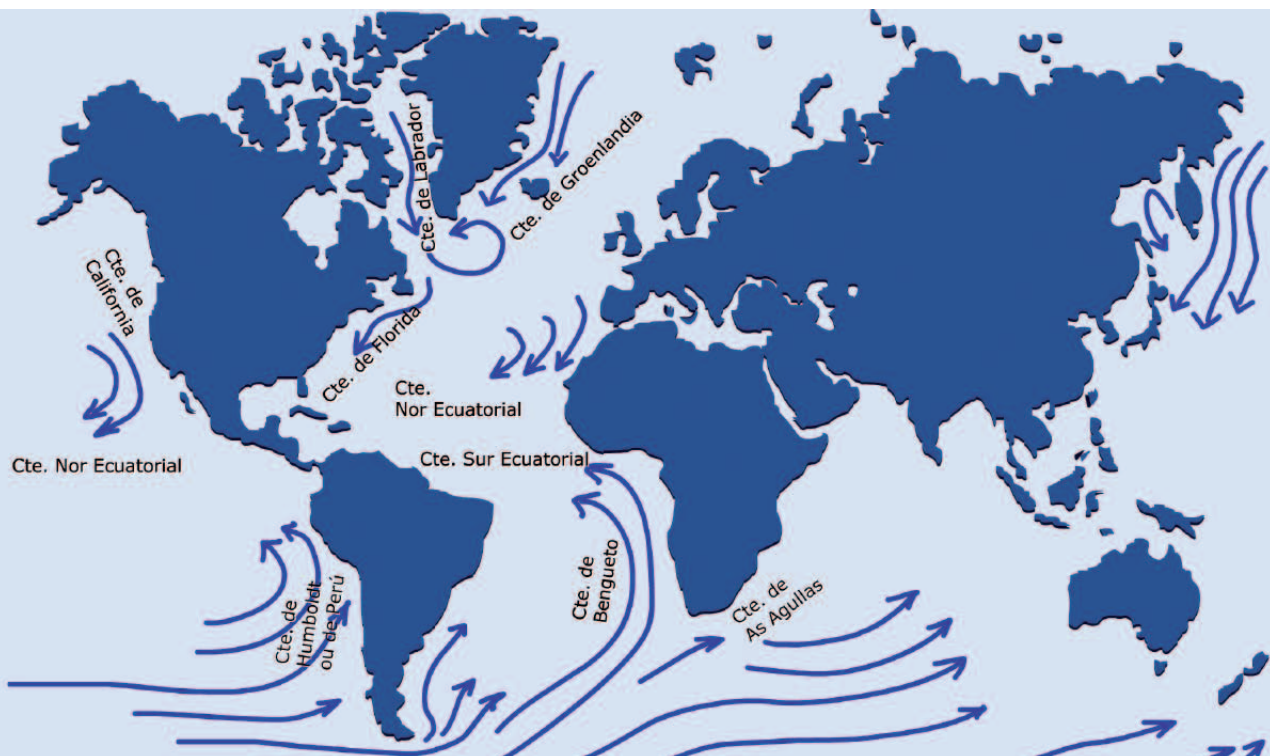 Cte. de Labrador
Cte. de Groenlandia
Cte. de
California
Cte. de Florida
Cte.
Nor Ecuatorial
Cte. Sur Ecuatorial
Cte. Nor Ecuatorial
Cte. de
Humboldt
ou de Perú
Cte. de
Bengueto
Cte. de
As Agullas